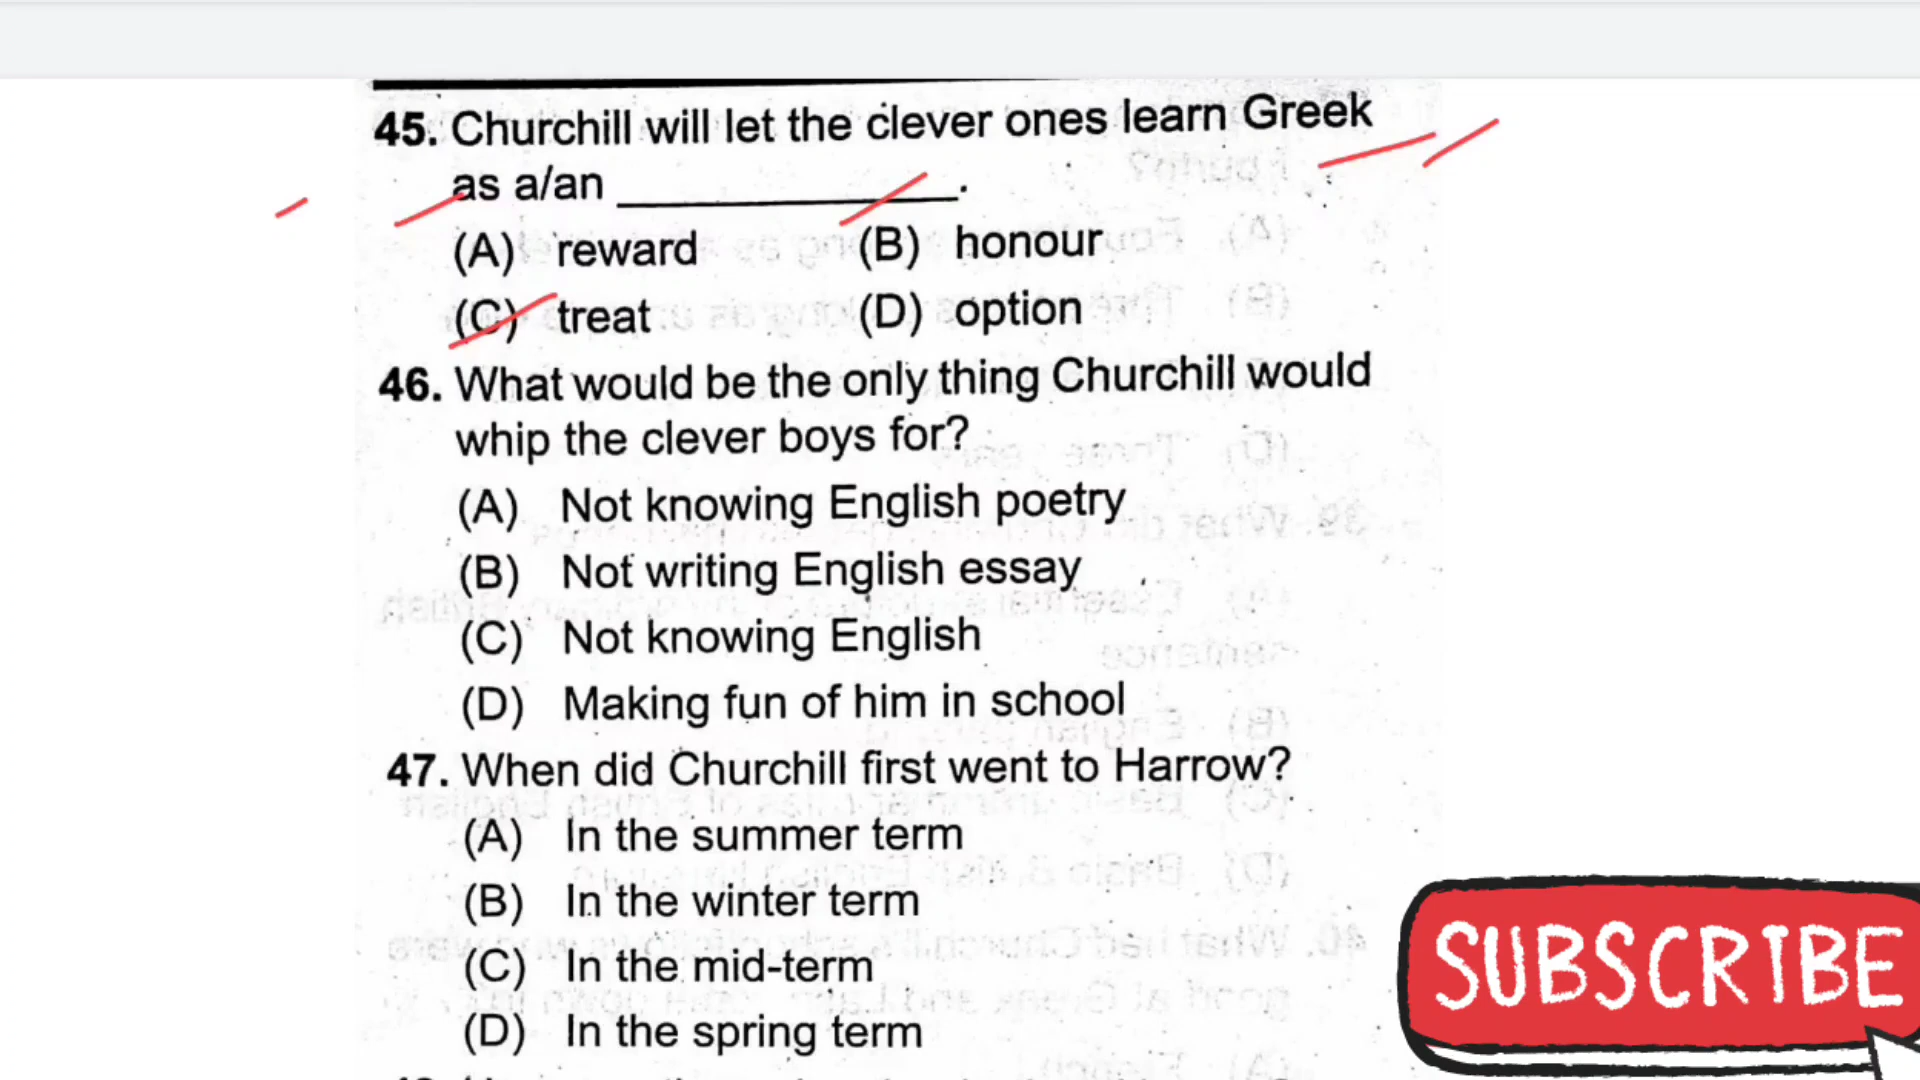 45. Churchill will let the clever ones learn Greek
as a/an ____________.
(A) reward (B) honour
(C) treat (D) option
46. What would be the only thing Churchill would
whip the clever boys for?
(A) Not knowing English poetry
(B) Not writing English essay
(C) Not knowing English
(D) Making fun of him in school
47. When did Churchill first went to Harrow?
(A) In the summer term
(B) In the winter term
(C) In the mid-term
(D) In the spring term
SUBSCRIBE